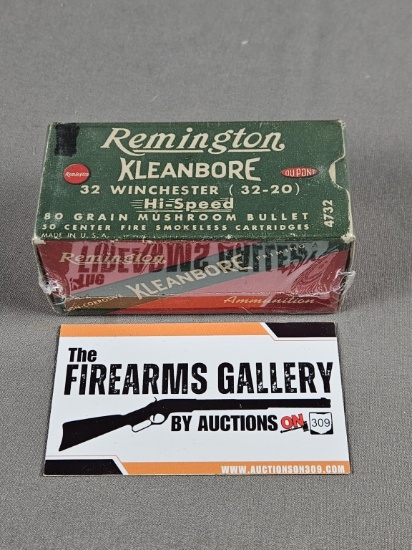 Remington
KLEANBORE
Remington
DU PONT
32 WINCHESTER (32-20)
Hi-Speed
80 GRAIN MUSHROOM BULLET
50 CENTER FIRE SMOKELESS CARTRIDGES
MADE IN U.S.A.
4732
Remington
KLEANBORE
Ammunition
The
FIREARMS GALLERY
BY AUCTIONS ON 309
WWW.AUCTIONSON309.COM